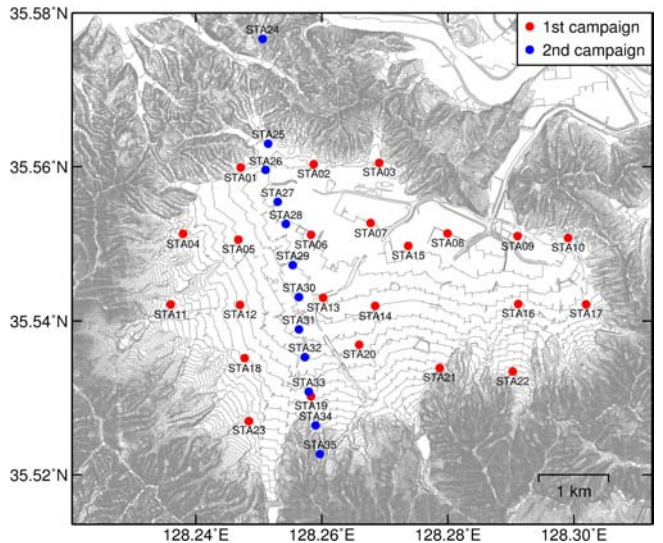 35.58°N
35.56°N
35.54°N
35.52°N
1st campaign
2nd campaign
STA24
STA25
STA26
STA01
STA02
STA03
STA27
STA28
STA04
STA05
STA06
STA07
STA15
STA08
STA09
STA10
STA29
STA30
STA11
STA12
STA13
STA14
STA16
STA17
STA31
STA32
STA18
STA20
STA21
STA22
STA33
STA19
STA34
STA23
STA35
1 km
128.24°E
128.26°E
128.28°E
128.30°E